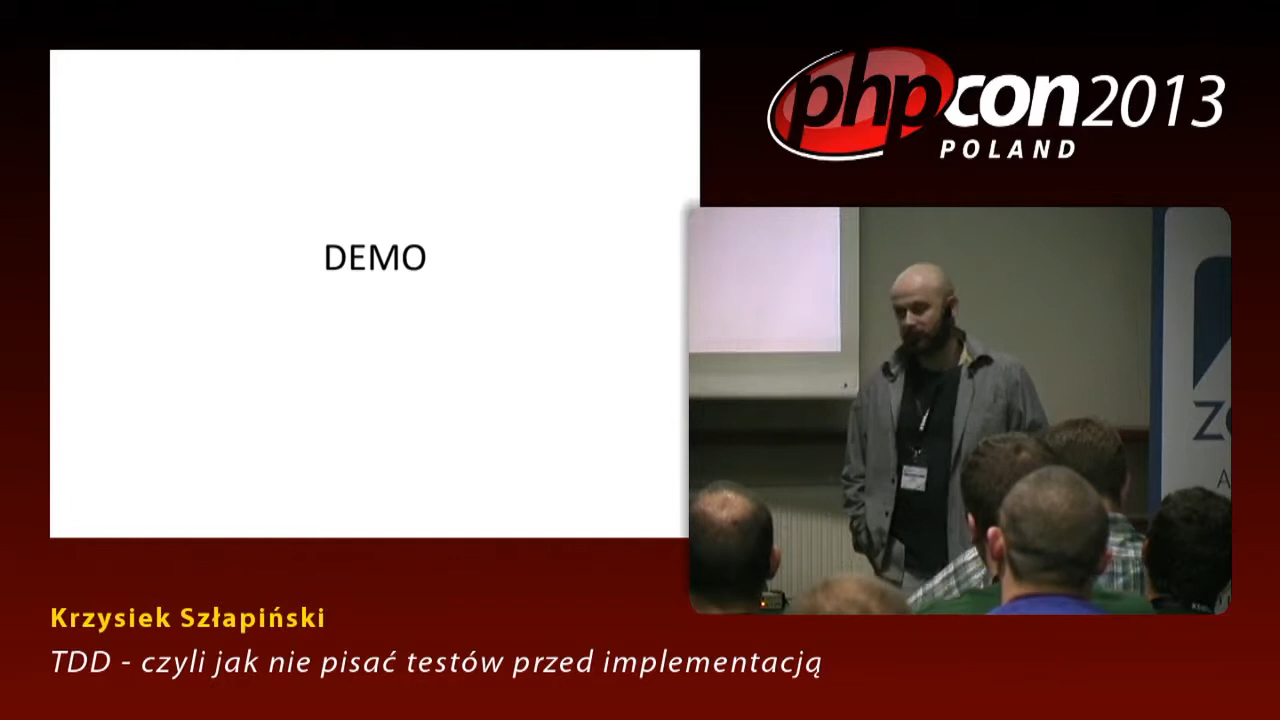 DEMO
phpcon2013
POLAND
Krzysiek Szłapiński
TDD - czyli jak nie pisać testów przed implementacją